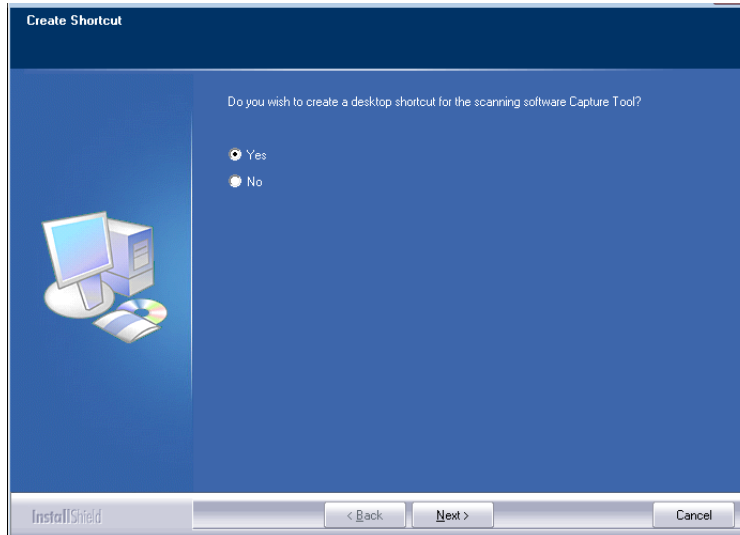 Create Shortcut
Do you wish to create a desktop shortcut for the scanning software Capture Tool?
Yes
No
InstallShield
< Back
Next >
Cancel